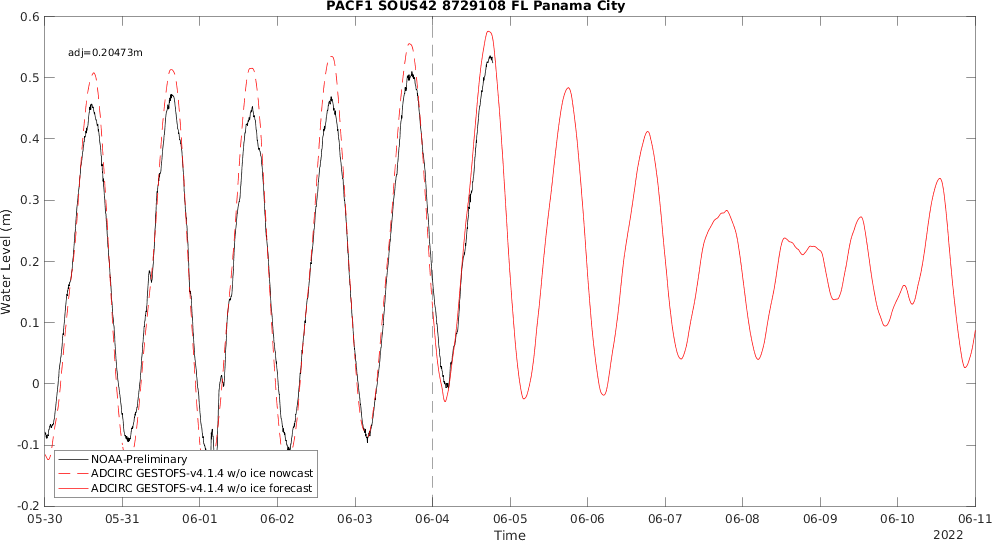 PACF1 SOUS42 8729108 FL Panama City
adj=0.20473m
0.6
0.5
0.4
0.3
0.2
0.1
0
-0.1
-0.2
Water Level (m)
NOAA-Preliminary
ADCIRC GESTOFS-v4.1.4 w/o ice nowcast
ADCIRC GESTOFS-v4.1.4 w/o ice forecast
05-30 05-31 06-01 06-02 06-03 06-04 06-05 06-06 06-07 06-08 06-09 06-10 06-11
Time
2022